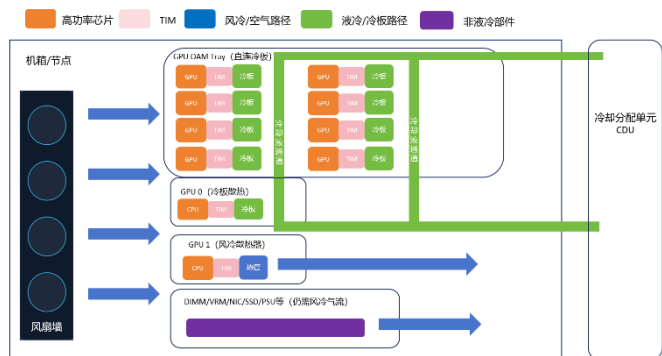 高功率芯片 TIM 风冷/空气路径 液冷/冷板路径 非液冷部件
机箱/节点
GPU OAM Tray（直连冷板）
GPU TIM 冷板 GPU TIM 冷板
GPU TIM 冷板 GPU TIM 冷板
GPU TIM 冷板 GPU TIM 冷板
GPU TIM 冷板 GPU TIM 冷板
冷却液道通
冷却液道通
冷却分配单元
CDU
GPU 0（冷板散热）
CPU TIM 冷板
GPU 1（风冷散热器）
CPU TIM
DIMM/VRM/NIC/SSD/PSU等（仍需风冷气流）
风扇墙